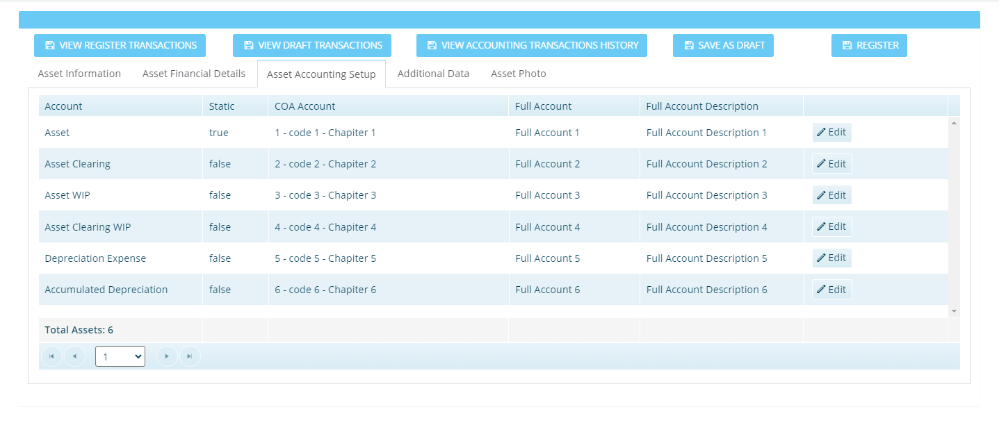 VIEW REGISTER TRANSACTIONS VIEW DRAFT TRANSACTIONS VIEW ACCOUNTING TRANSACTIONS HISTORY SAVE AS DRAFT REGISTER
Asset Information Asset Financial Details Asset Accounting Setup Additional Data Asset Photo
Account Static COA Account Full Account Full Account Description
Asset true 1 - code 1 - Chapiter 1 Full Account 1 Full Account Description 1 Edit
Asset Clearing false 2 - code 2 - Chapiter 2 Full Account 2 Full Account Description 2 Edit
Asset WIP false 3 - code 3 - Chapiter 3 Full Account 3 Full Account Description 3 Edit
Asset Clearing WIP false 4 - code 4 - Chapiter 4 Full Account 4 Full Account Description 4 Edit
Depreciation Expense false 5 - code 5 - Chapiter 5 Full Account 5 Full Account Description 5 Edit
Accumulated Depreciation false 6 - code 6 - Chapiter 6 Full Account 6 Full Account Description 6 Edit
Total Assets: 6
1